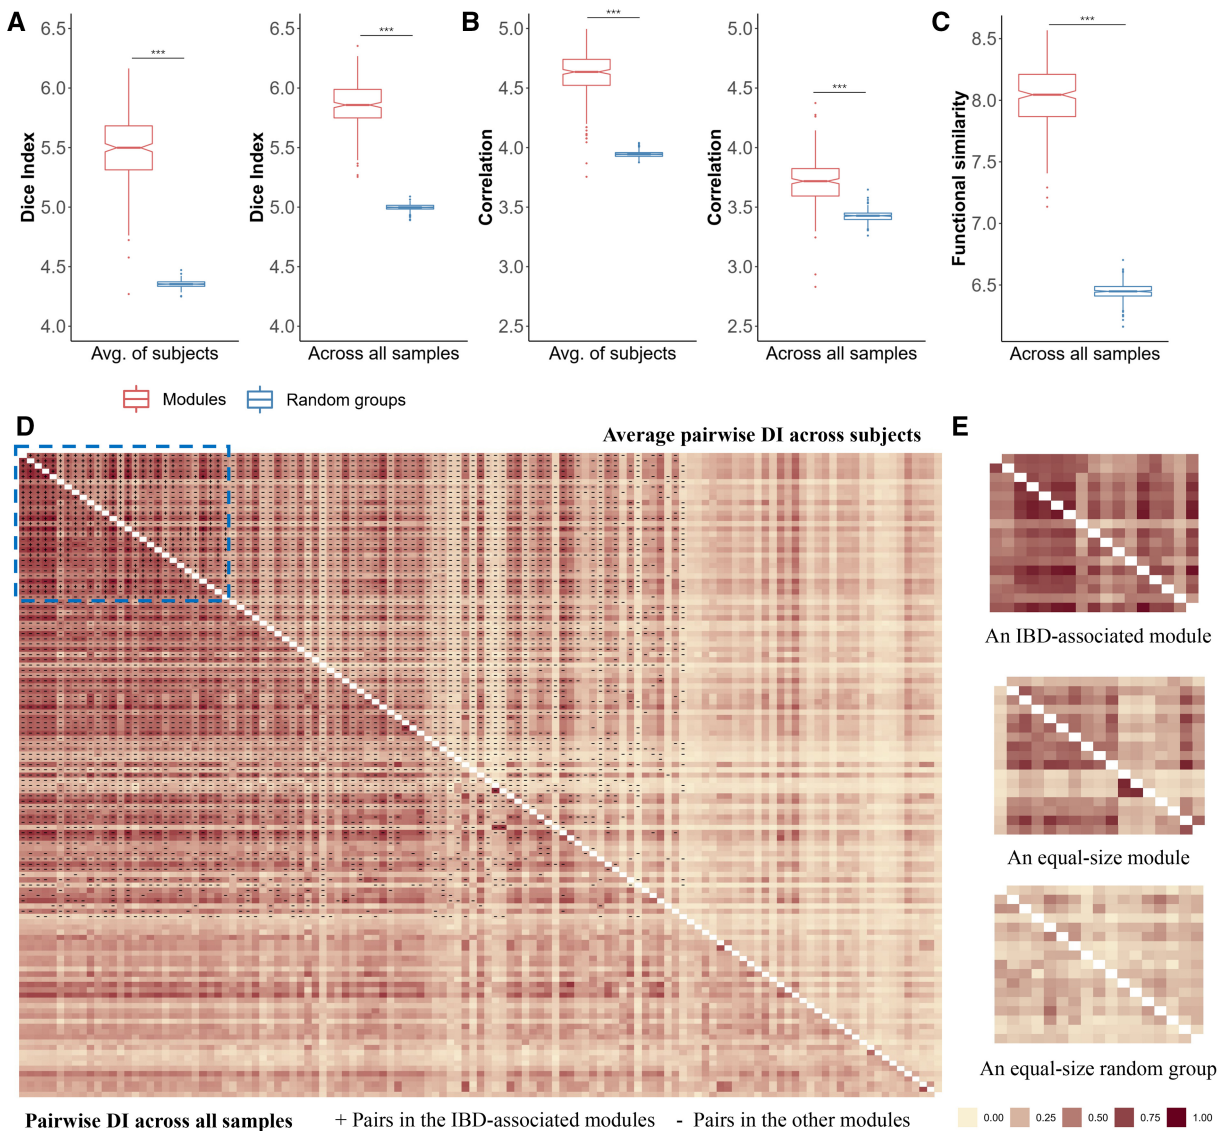 A
B
C
6.5
6.0
5.5
5.0
4.5
4.0
Dice Index
***
Avg. of subjects
6.5
6.0
5.5
5.0
4.5
4.0
Dice Index
***
Across all samples
5.0
4.5
4.0
3.5
3.0
2.5
Correlation
***
Avg. of subjects
5.0
4.5
4.0
3.5
3.0
2.5
Correlation
***
Across all samples
8.5
8.0
7.5
7.0
6.5
Functional similarity
***
Across all samples
Modules
Random groups
D
Average pairwise DI across subjects
Pairwise DI across all samples
+ Pairs in the IBD-associated modules
- Pairs in the other modules
E
An IBD-associated module
An equal-size module
An equal-size random group
0.00 0.25 0.50 0.75 1.00